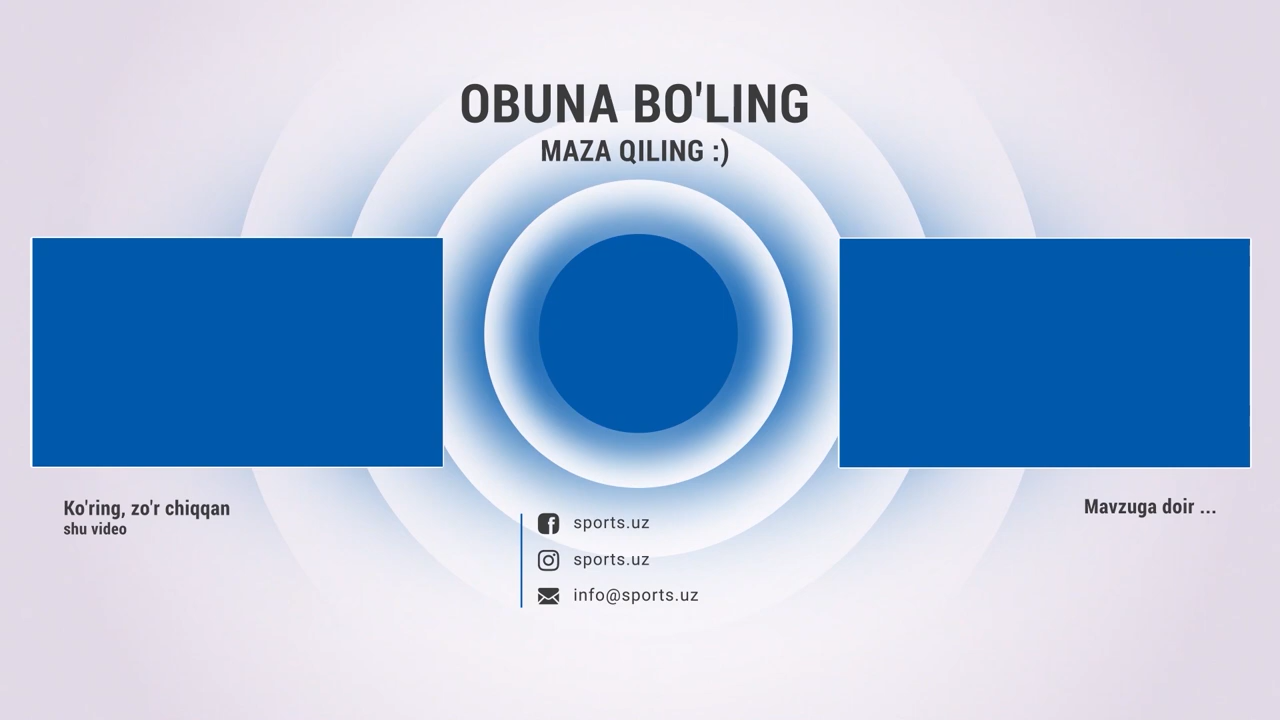 OBUNA BO'LING
MAZA QILING :)
Ko'ring, zo'r chiqqan
shu video
Mavzuga doir ...
sports.uz
sports.uz
info@sports.uz